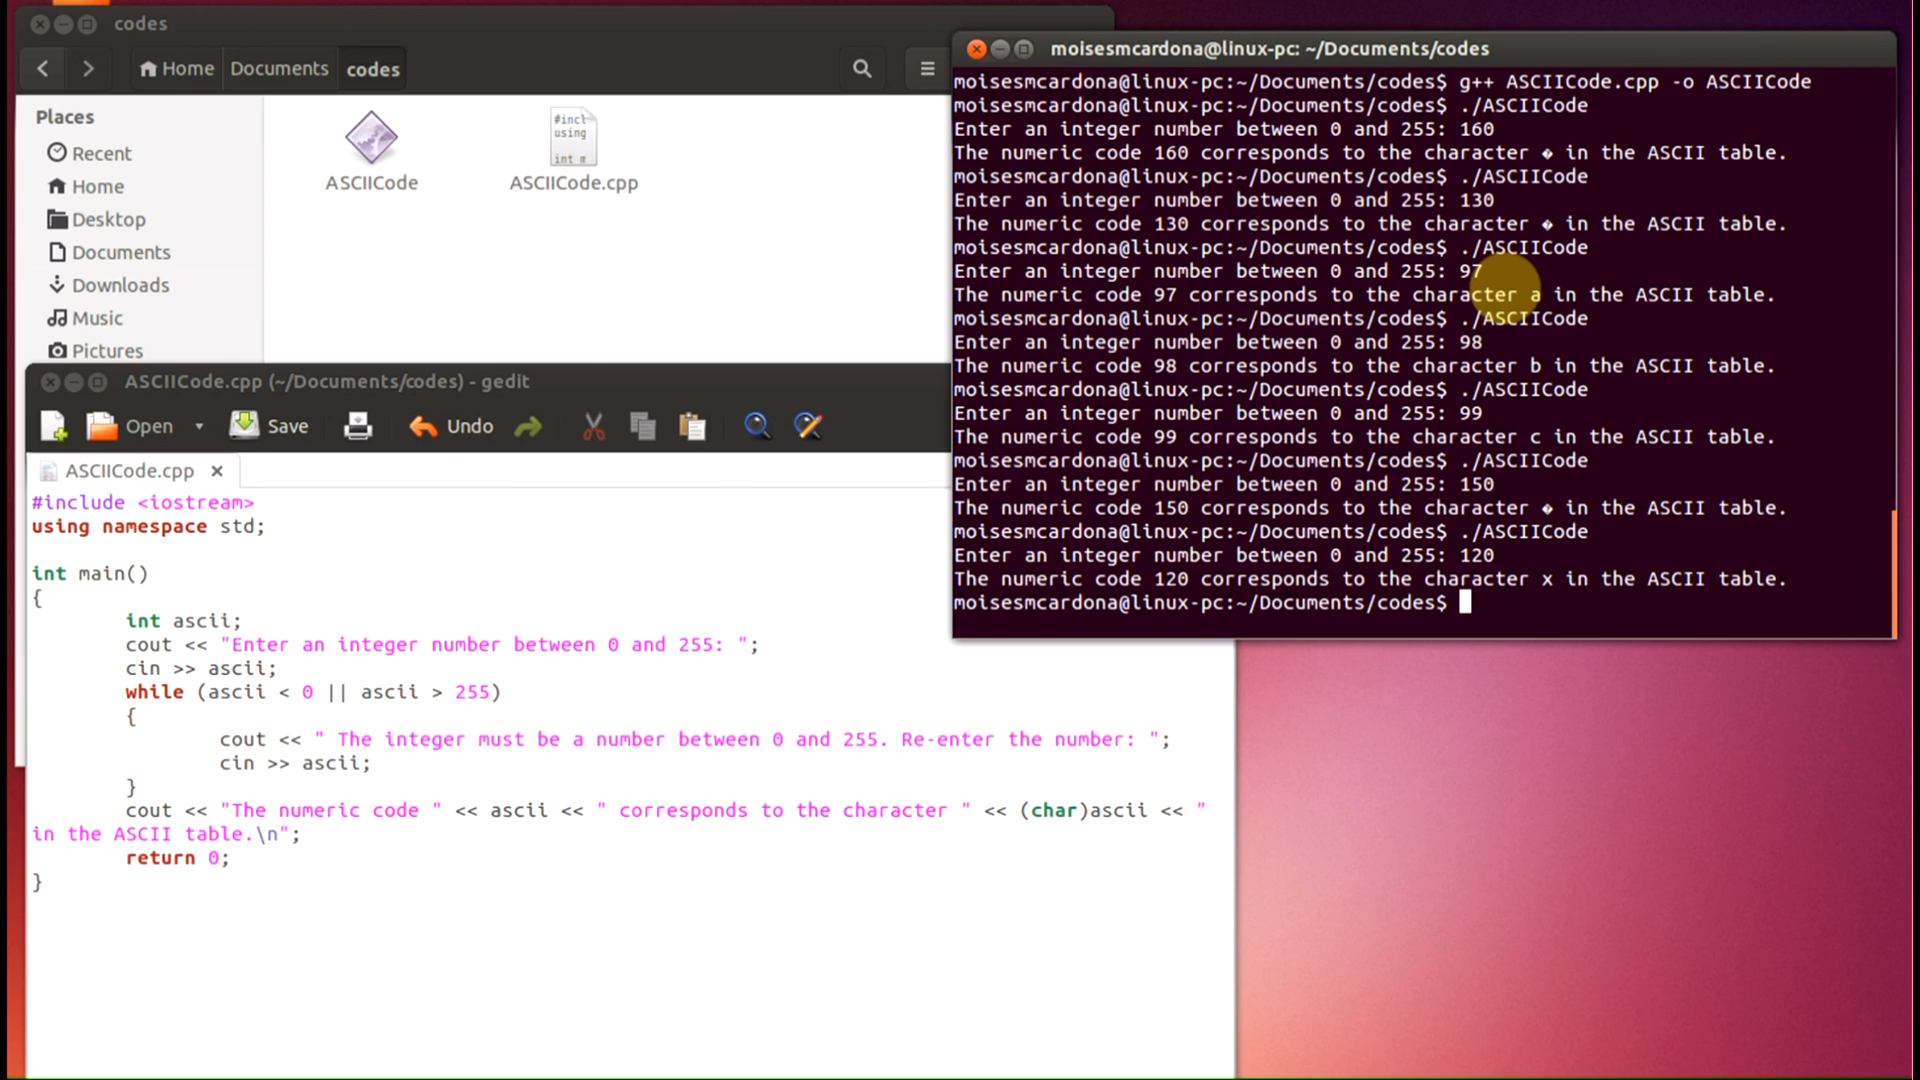 codes
Home Documents codes
Places
Recent
Home
Desktop
Documents
Downloads
Music
Pictures
#incl
using
int m
ASCIICode
ASCIICode.cpp
ASCIICode.cpp (~/Documents/codes) - gedit
Open Save Undo
ASCIICode.cpp
#include <iostream>
using namespace std;
int main()
{
int ascii;
cout << "Enter an integer number between 0 and 255: ";
cin >> ascii;
while (ascii < 0 || ascii > 255)
{
cout << " The integer must be a number between 0 and 255. Re-enter the number: ";
cin >> ascii;
}
cout << "The numeric code " << ascii << " corresponds to the character " << (char)ascii << "
in the ASCII table.\n";
return 0;
}
moisesmcardona@linux-pc: ~/Documents/codes
moisesmcardona@linux-pc:~/Documents/codes$ g++ ASCIICode.cpp -o ASCIICode
moisesmcardona@linux-pc:~/Documents/codes$ ./ASCIICode
Enter an integer number between 0 and 255: 160
The numeric code 160 corresponds to the character � in the ASCII table.
moisesmcardona@linux-pc:~/Documents/codes$ ./ASCIICode
Enter an integer number between 0 and 255: 130
The numeric code 130 corresponds to the character � in the ASCII table.
moisesmcardona@linux-pc:~/Documents/codes$ ./ASCIICode
Enter an integer number between 0 and 255: 97
The numeric code 97 corresponds to the character a in the ASCII table.
moisesmcardona@linux-pc:~/Documents/codes$ ./ASCIICode
Enter an integer number between 0 and 255: 98
The numeric code 98 corresponds to the character b in the ASCII table.
moisesmcardona@linux-pc:~/Documents/codes$ ./ASCIICode
Enter an integer number between 0 and 255: 99
The numeric code 99 corresponds to the character c in the ASCII table.
moisesmcardona@linux-pc:~/Documents/codes$ ./ASCIICode
Enter an integer number between 0 and 255: 150
The numeric code 150 corresponds to the character � in the ASCII table.
moisesmcardona@linux-pc:~/Documents/codes$ ./ASCIICode
Enter an integer number between 0 and 255: 120
The numeric code 120 corresponds to the character x in the ASCII table.
moisesmcardona@linux-pc:~/Documents/codes$